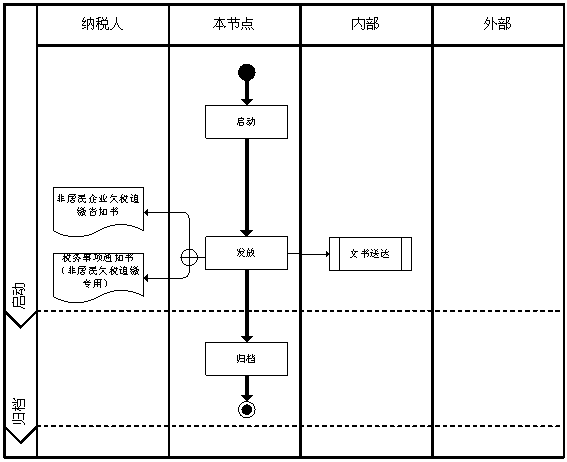 纳税人
本节点
内部
外部
启动
非居民企业欠税追
缴告知书
税务事项通知书
（非居民欠税追缴
专用）
发放
文书送达
启动
归档
归档